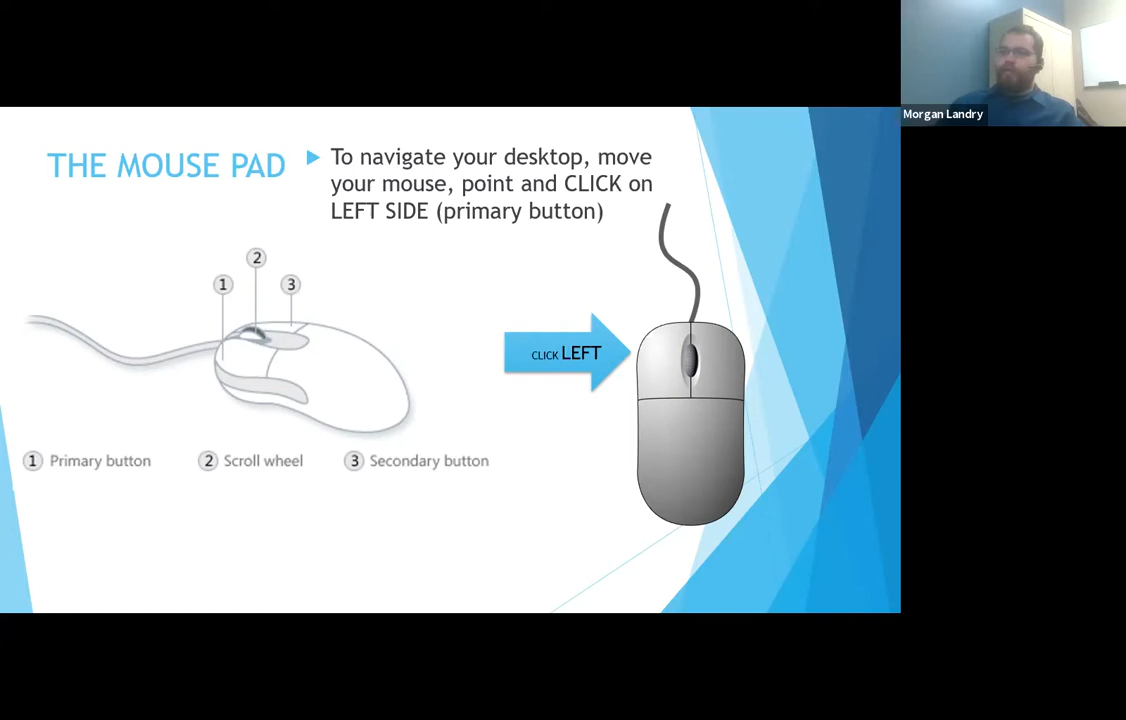 Morgan Landry
THE MOUSE PAD
To navigate your desktop, move
your mouse, point and CLICK on
LEFT SIDE (primary button)
2
1
3
CLICK LEFT
1 Primary button
2 Scroll wheel
3 Secondary button